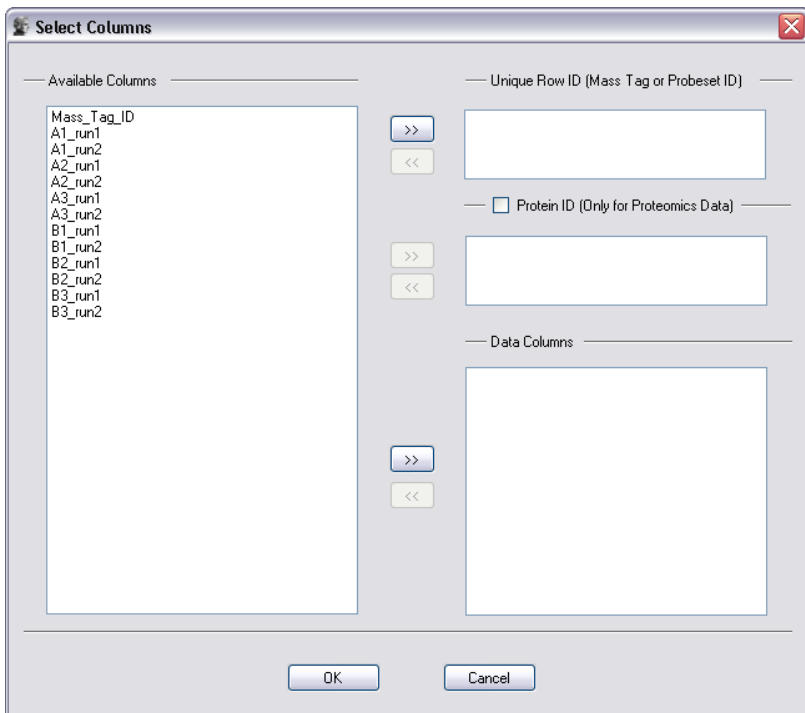 Select Columns
Available Columns
Mass_Tag_ID
A1_run1
A1_run2
A2_run1
A2_run2
A3_run1
A3_run2
B1_run1
B1_run2
B2_run1
B2_run2
B3_run1
B3_run2
>>
<<
>>
<<
>>
<<
Unique Row ID (Mass Tag or Probeset ID)
Protein ID (Only for Proteomics Data)
Data Columns
OK
Cancel